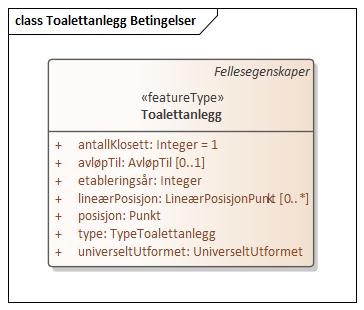 class Toalettanlegg Betingelser
Fellesegenskaper
«featureType»
Toalettanlegg
+ antallKlosett: Integer = 1
+ avløpTil: AvløpTil [0..1]
+ etableringsår: Integer
+ lineærPosisjon: LineærPosisjonPunkt [0..*]
+ posisjon: Punkt
+ type: TypeToalettanlegg
+ universeltUtformet: UniverseltUtformet